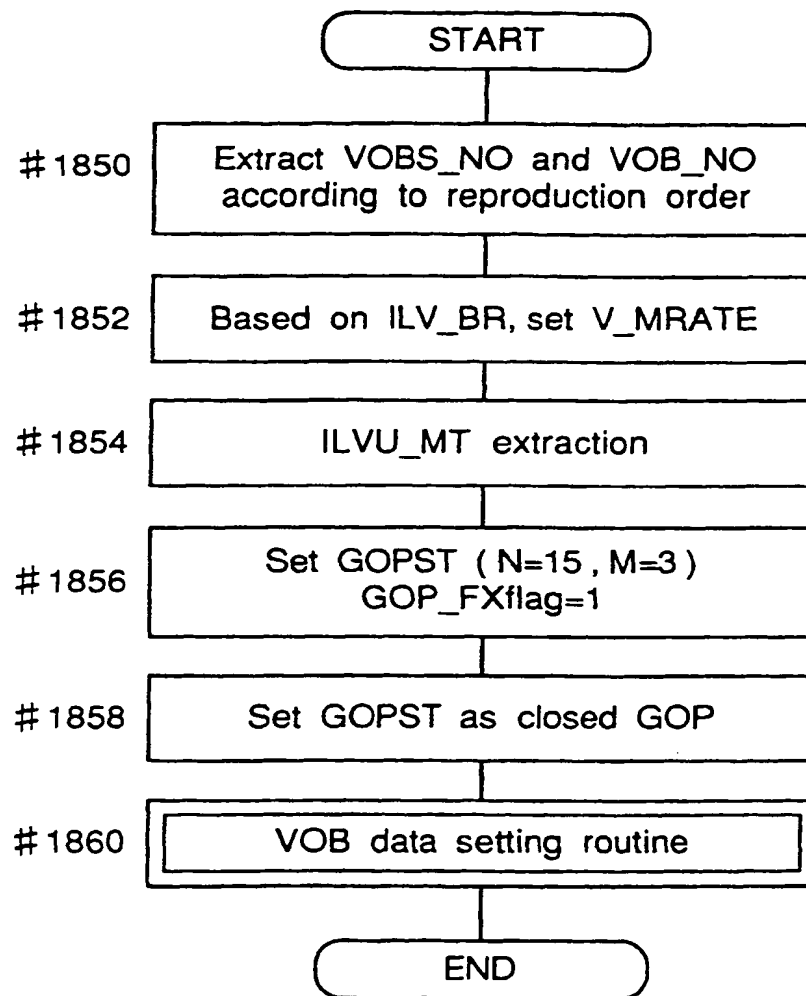 START
#1850
Extract VOBS_NO and VOB_NO
according to reproduction order
#1852
Based on ILV_BR, set V_MRATE
#1854
ILVU_MT extraction
#1856
Set GOPST (N=15, M=3)
GOP_FXflag=1
#1858
Set GOPST as closed GOP
#1860
VOB data setting routine
END